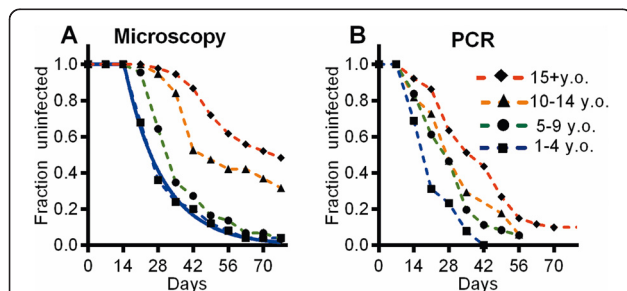 A Microscopy
Fraction uninfected
1.0
0.8
0.6
0.4
0.2
0.0
0 14 28 42 56 70
Days
B PCR
Fraction uninfected
1.0
0.8
0.6
0.4
0.2
0.0
0 14 28 42 56 70
Days
15+y.o.
10-14 y.o.
5-9 y.o.
1-4 y.o.